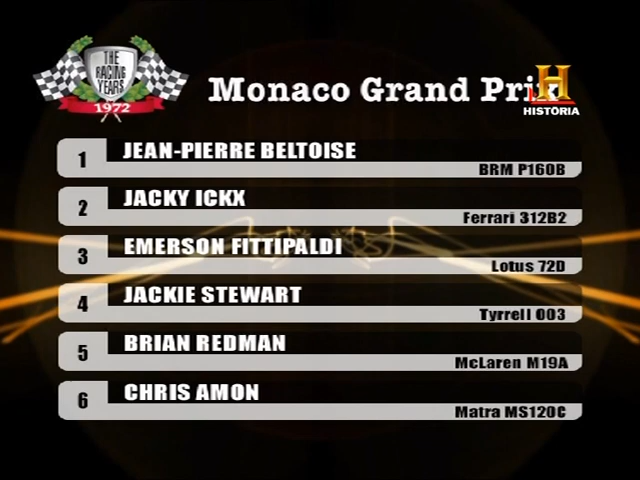 THE
RACING
YEARS
1972
Monaco Grand Prix
H
HISTORIA
1
JEAN-PIERRE BELTOISE
BRM P160B
2
JACKY ICKX
Ferrari 312B2
3
EMERSON FITTIPALDI
Lotus 72D
4
JACKIE STEWART
Tyrrell 003
5
BRIAN REDMAN
McLaren M19A
6
CHRIS AMON
Matra MS120C